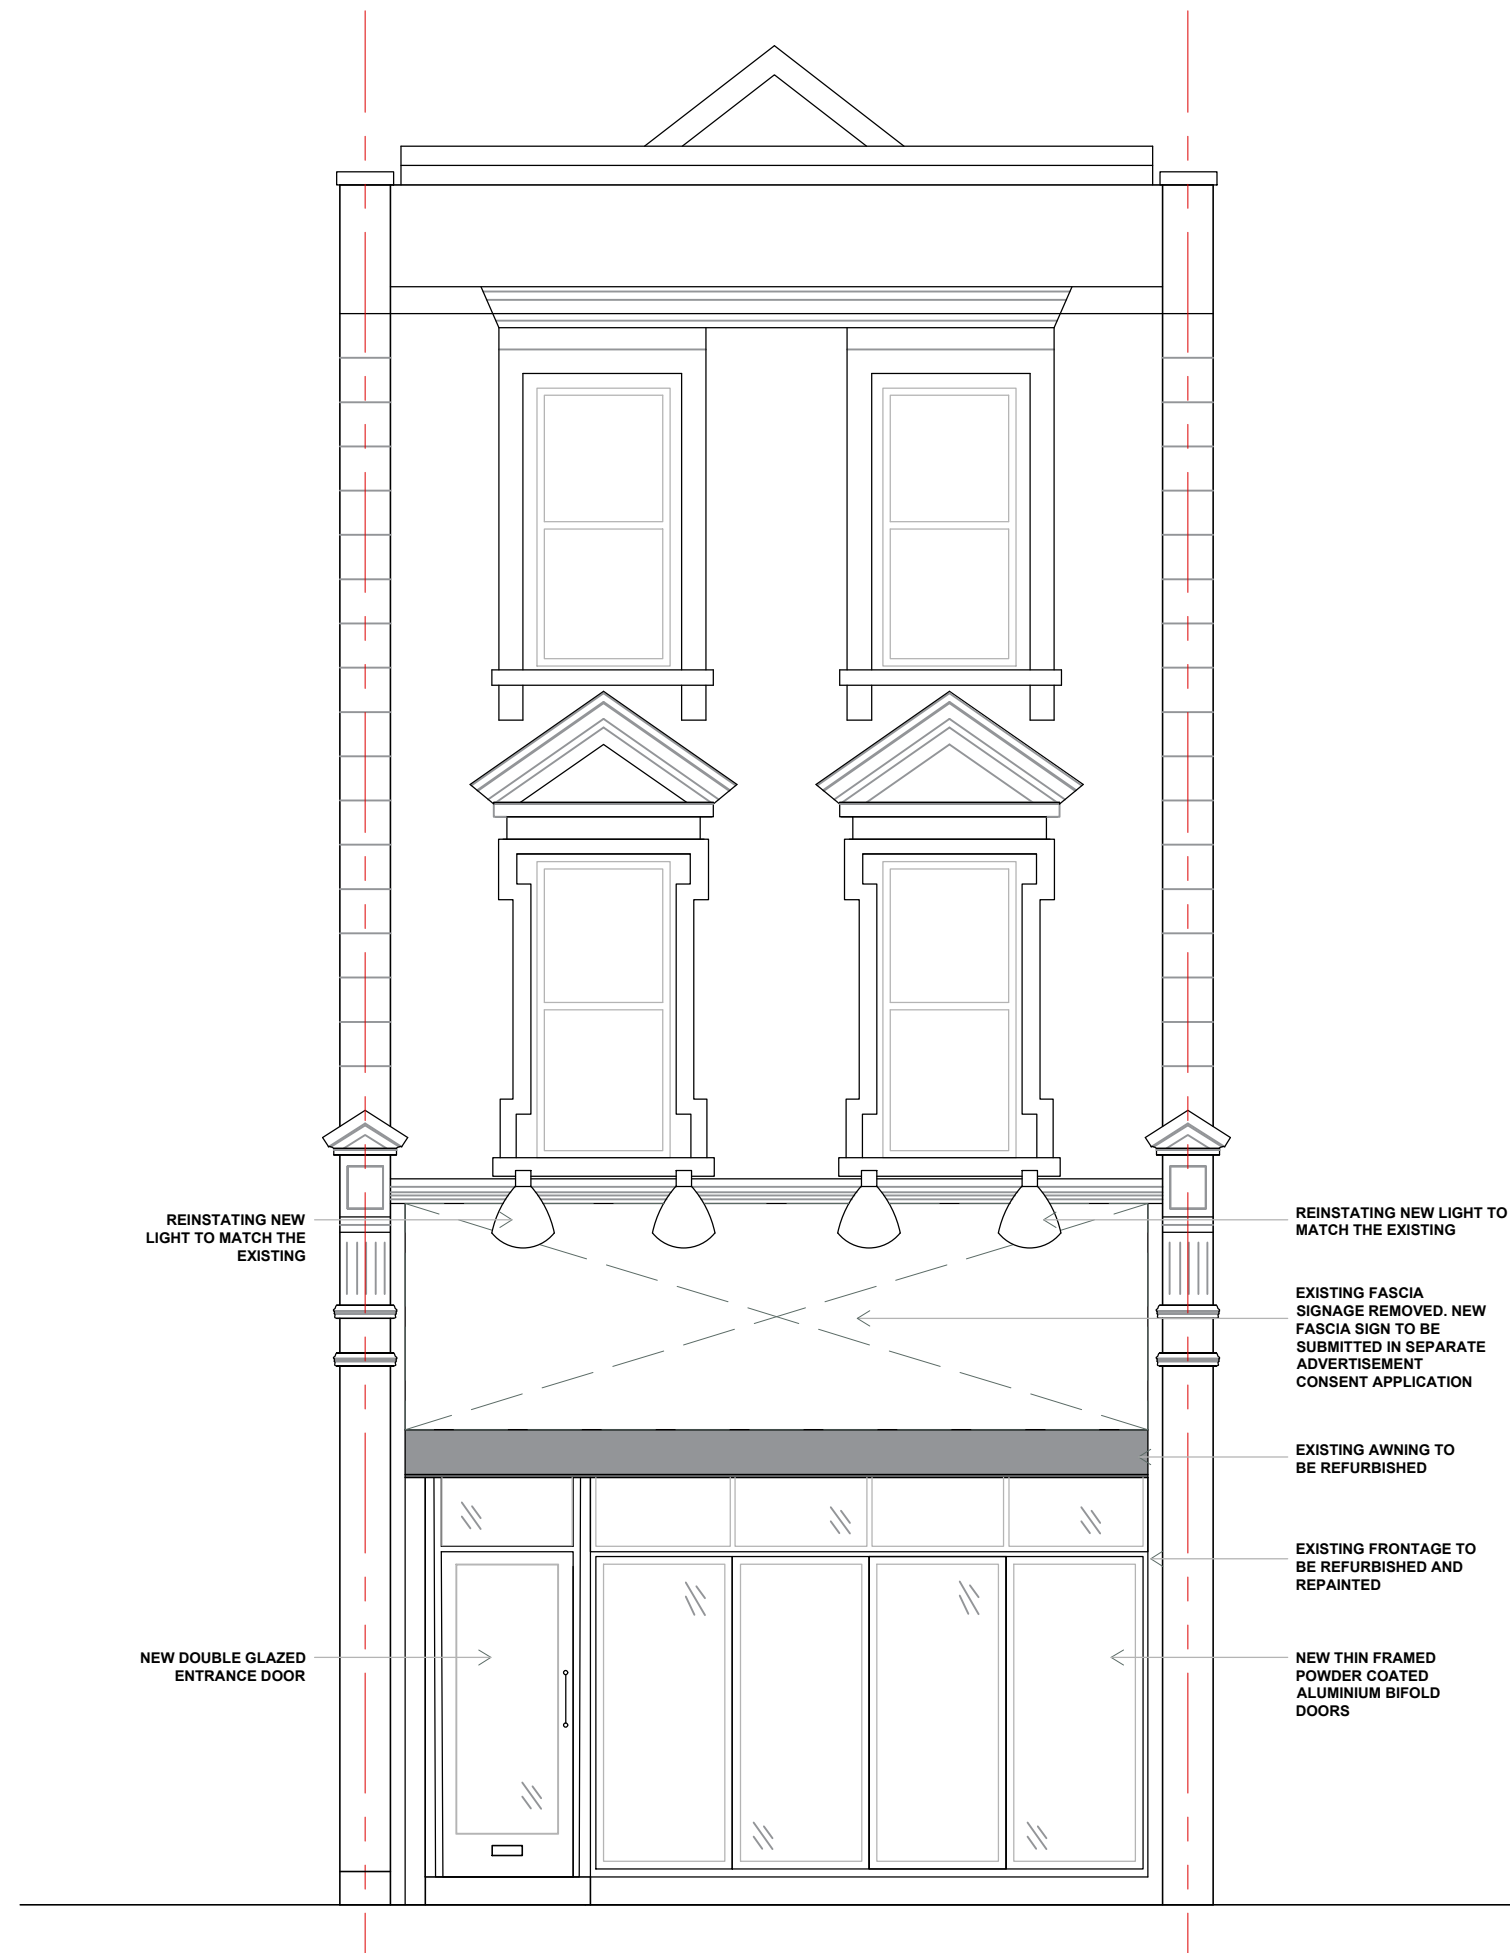 REINSTATING NEW
LIGHT TO MATCH THE
EXISTING
REINSTATING NEW LIGHT TO
MATCH THE EXISTING
EXISTING FASCIA
SIGNAGE REMOVED. NEW
FASCIA SIGN TO BE
SUBMITTED IN SEPARATE
ADVERTISEMENT
CONSENT APPLICATION
EXISTING AWNING TO
BE REFURBISHED
EXISTING FRONTAGE TO
BE REFURBISHED AND
REPAINTED
NEW DOUBLE GLAZED
ENTRANCE DOOR
NEW THIN FRAMED
POWDER COATED
ALUMINIUM BIFOLD
DOORS